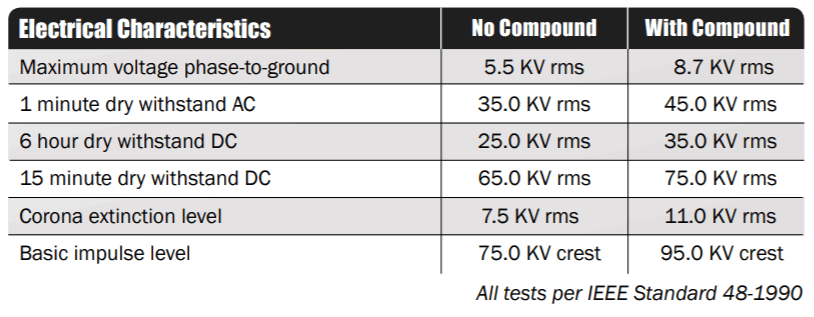 Electrical Characteristics No Compound With Compound
Maximum voltage phase-to-ground 5.5 KV rms 8.7 KV rms
1 minute dry withstand AC 35.0 KV rms 45.0 KV rms
6 hour dry withstand DC 25.0 KV rms 35.0 KV rms
15 minute dry withstand DC 65.0 KV rms 75.0 KV rms
Corona extinction level 7.5 KV rms 11.0 KV rms
Basic impulse level 75.0 KV crest 95.0 KV crest
All tests per IEEE Standard 48-1990